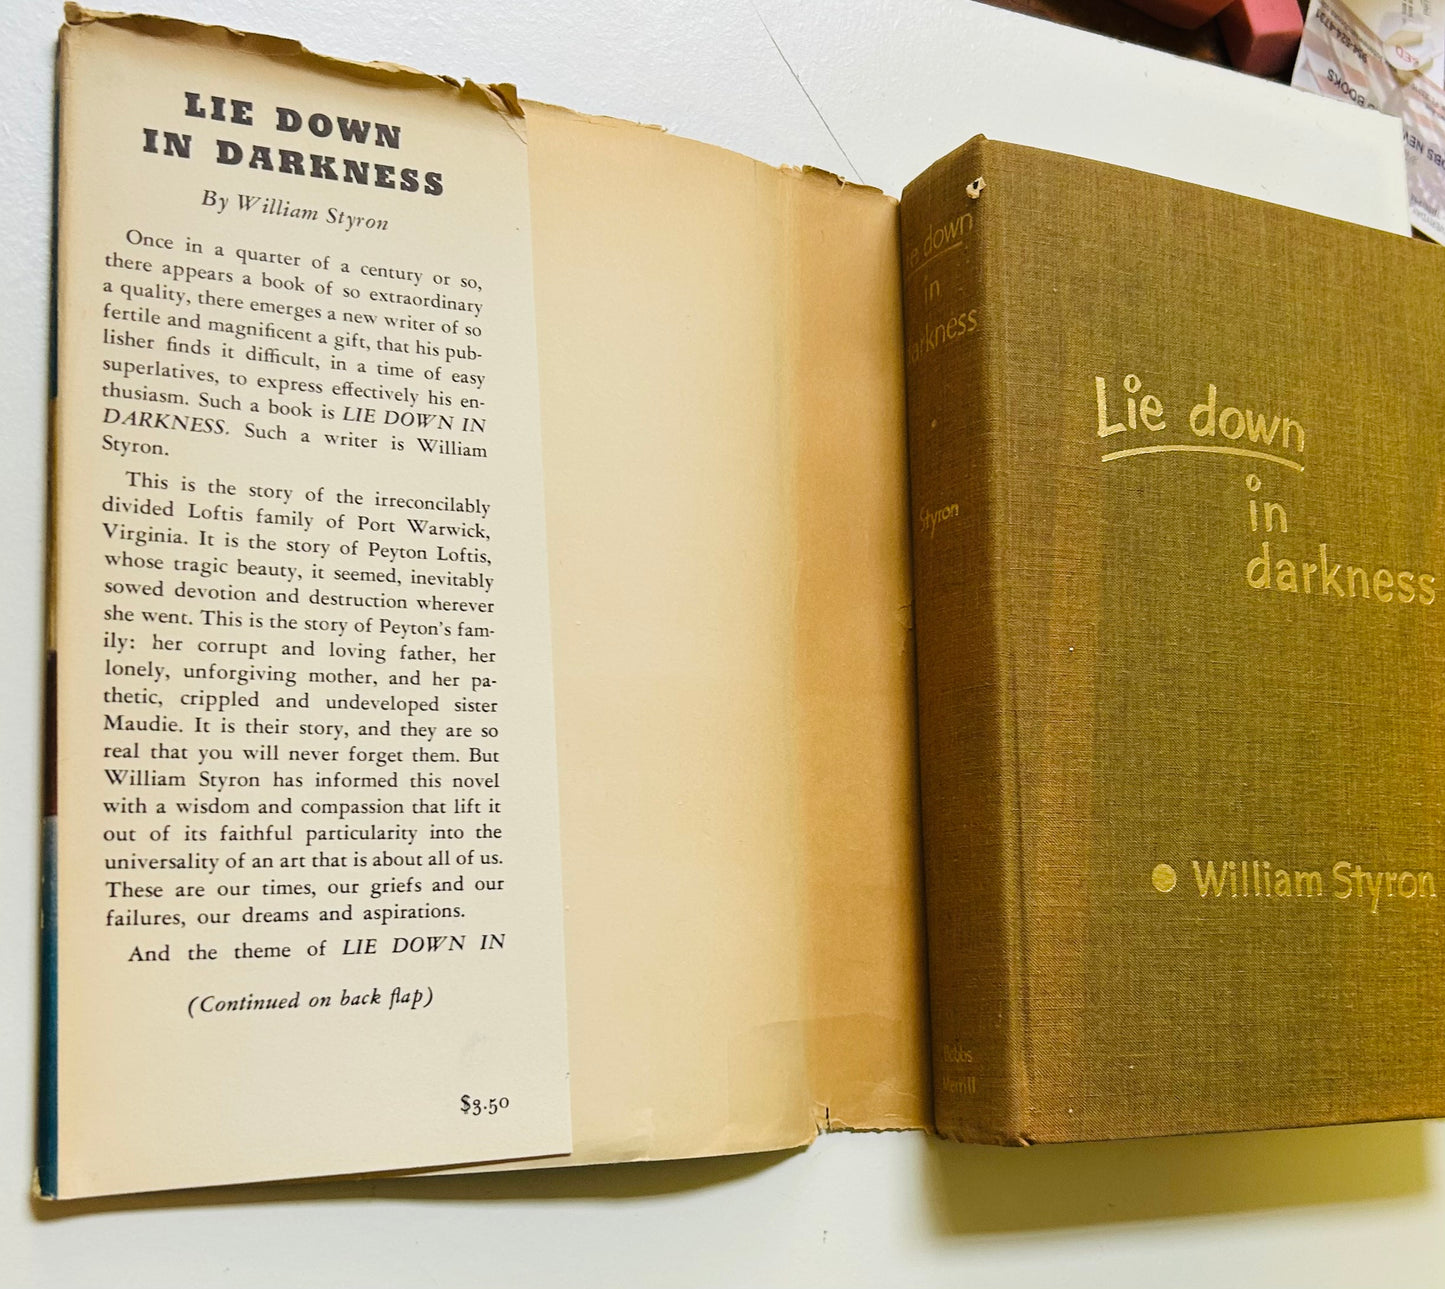 LIE DOWN
IN DARKNESS
By William Styron
Once in a quarter of a century or so,
there appears a book of so extraordinary
a quality, there emerges a new writer of so
fertile and magnificent a gift, that his pub-
lisher finds it difficult, in a time of easy
superlatives, to express effectively his en-
thusiasm. Such a book is LIE DOWN IN
DARKNESS. Such a writer is William
Styron.
This is the story of the irreconcilably
divided Loftis family of Port Warwick,
Virginia. It is the story of Peyton Loftis,
whose tragic beauty, it seemed, inevitably
sowed devotion and destruction wherever
she went. This is the story of Peyton's fam-
ily: her corrupt and loving father, her
lonely, unforgiving mother, and her pa-
thetic, crippled and undeveloped sister
Maudie. It is their story, and they are so
real that you will never forget them. But
William Styron has informed this novel
with a wisdom and compassion that lift it
out of its faithful particularity into the
universality of an art that is about all of us.
These are our times, our griefs and our
failures, our dreams and aspirations.
And the theme of LIE DOWN IN
(Continued on back flap)
$3.50
ie down
in
darkness
Styron
Bobbs
Merrill
Lie down
in
darkness
William Styron
BOOKS